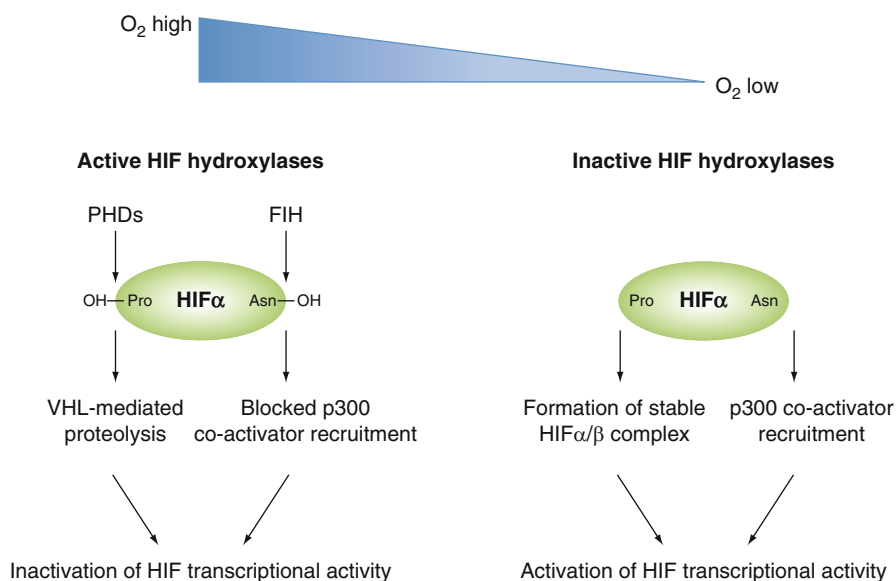 O2 high
O2 low
Active HIF hydroxylases
Inactive HIF hydroxylases
PHDs
FIH
OH Pro HIFα Asn OH
Pro HIFα Asn
VHL-mediated
proteolysis
Blocked p300
co-activator recruitment
Formation of stable
HIFα/β complex
p300 co-activator
recruitment
Inactivation of HIF transcriptional activity
Activation of HIF transcriptional activity